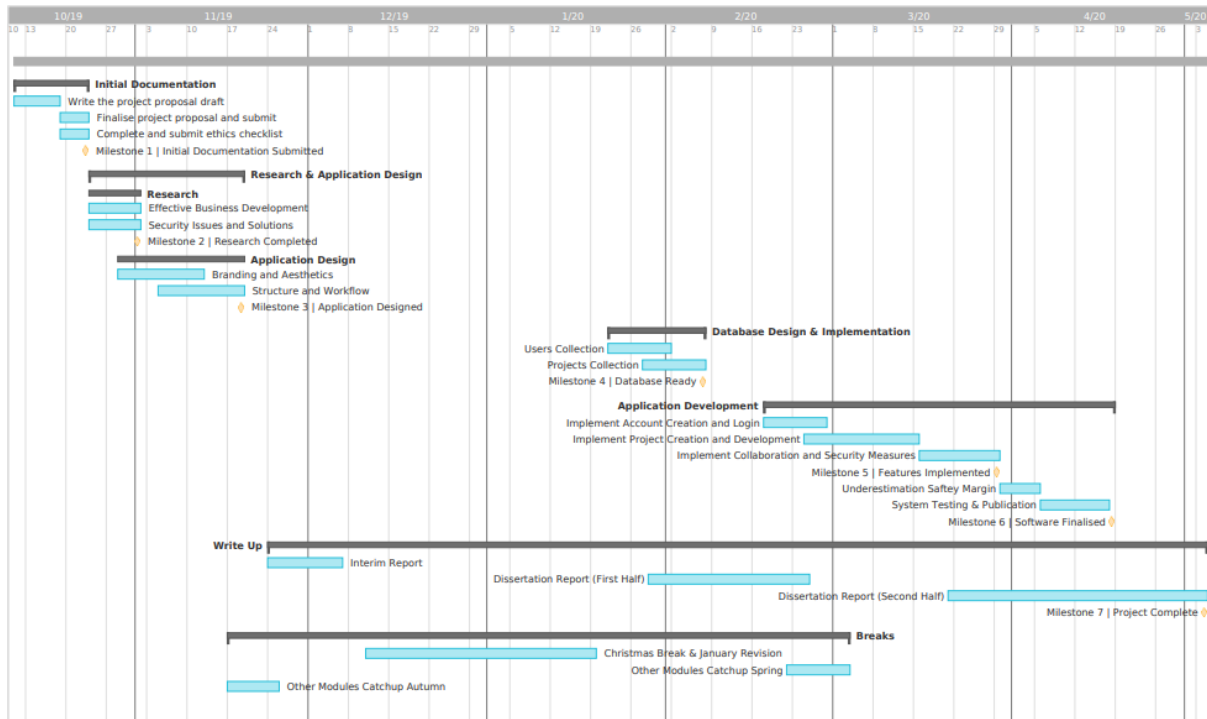 10/19 11/19 12/19 1/20 2/20 3/20 4/20 5/20
10 13 20 27 3 10 17 24 1 8 15 22 29 5 12 19 26 2 9 16 23 1 8 15 22 29 5 12 19 26 3
Initial Documentation
Write the project proposal draft
Finalise project proposal and submit
Complete and submit ethics checklist
Milestone 1 | Initial Documentation Submitted
Research & Application Design
Research
Effective Business Development
Security Issues and Solutions
Milestone 2 | Research Completed
Application Design
Branding and Aesthetics
Structure and Workflow
Milestone 3 | Application Designed
Database Design & Implementation
Users Collection
Projects Collection
Milestone 4 | Database Ready
Application Development
Implement Account Creation and Login
Implement Project Creation and Development
Implement Collaboration and Security Measures
Milestone 5 | Features Implemented
Underestimation Saftey Margin
System Testing & Publication
Milestone 6 | Software Finalised
Write Up
Interim Report
Dissertation Report (First Half)
Dissertation Report (Second Half)
Milestone 7 | Project Complete
Breaks
Christmas Break & January Revision
Other Modules Catchup Spring
Other Modules Catchup Autumn